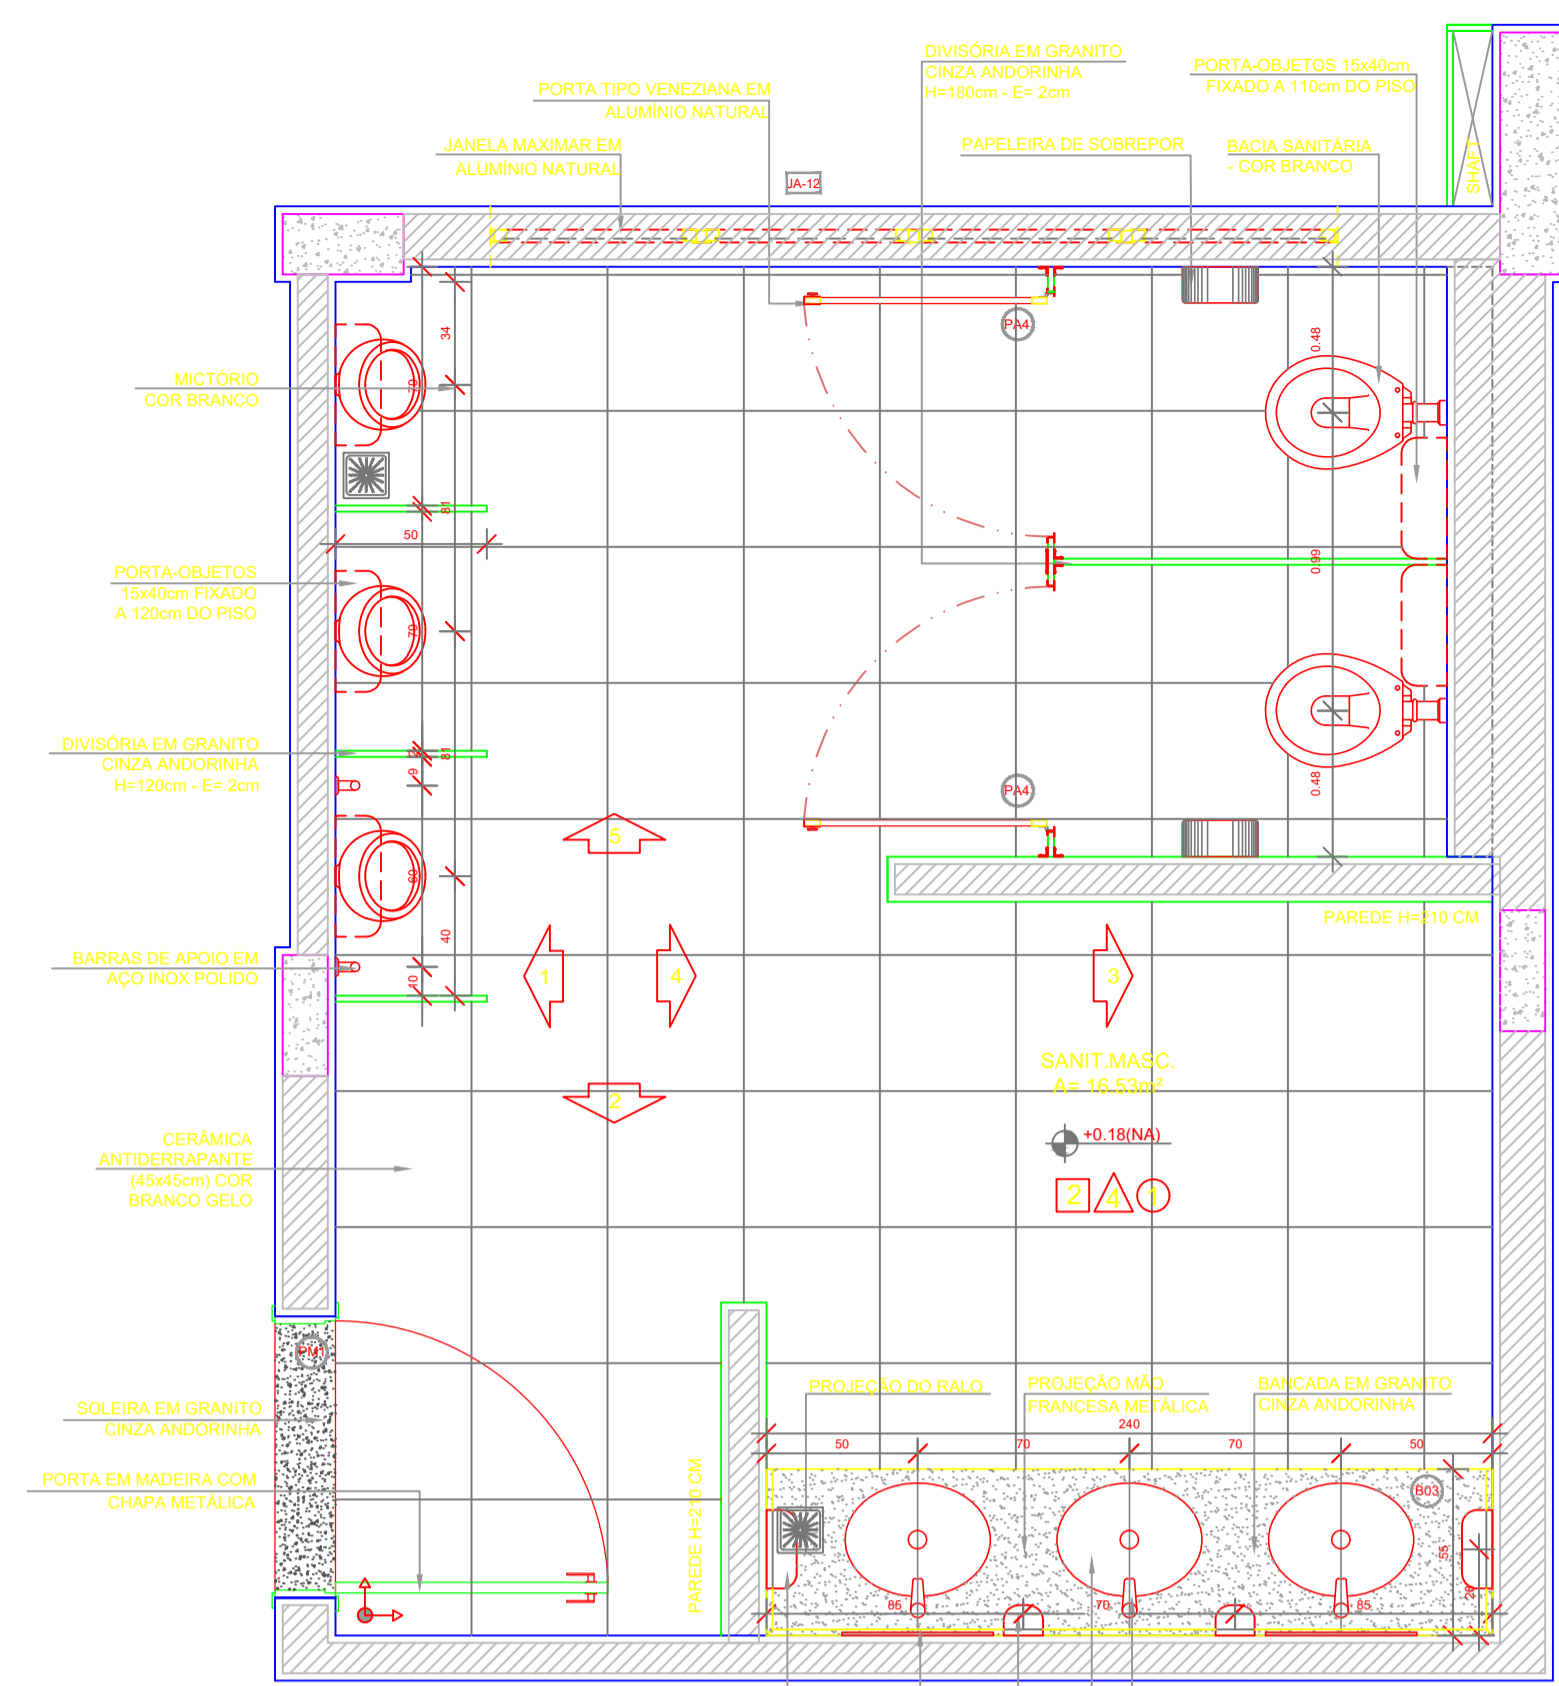 DIVISÓRIA EM GRANITO
CINZA ANDORINHA
H=180cm - E= 2cm
PORTA-OBJETOS 15x40cm
FIXADO A 110cm DO PISO
PORTA TIPO VENEZIANA EM
ALUMÍNIO NATURAL
JANELA MAXIMAR EM
ALUMÍNIO NATURAL
PAPELEIRA DE SOBREPOR
BACIA SANITÁRIA
- COR BRANCO
SHAFT
JA-12
PA4
34
0.48
79
MICTÓRIO
COR BRANCO
81
50
0.99
PORTA-OBJETOS
15x40cm FIXADO
A 120cm DO PISO
79
DIVISÓRIA EM GRANITO
CINZA ANDORINHA
H=120cm - E= 2cm
81
9
PA4
0.48
5
60
40
10
PAREDE H=210 CM
BARRAS DE APOIO EM
AÇO INOX POLIDO
1
4
3
SANIT.MASC.
A= 16.53m²
2
+0.18(NA)
CERÂMICA
ANTIDERRAPANTE
(45x45cm) COR
BRANCO GELO
2
4
1
PM1
SOLEIRA EM GRANITO
CINZA ANDORINHA
PROJEÇÃO DO RALO
PROJEÇÃO MÃO
FRANCESA METÁLICA
BANCADA EM GRANITO
CINZA ANDORINHA
240
50
70
70
50
PORTA EM MADEIRA COM
CHAPA METÁLICA
PAREDE H=210 CM
B03
55
85
70
85